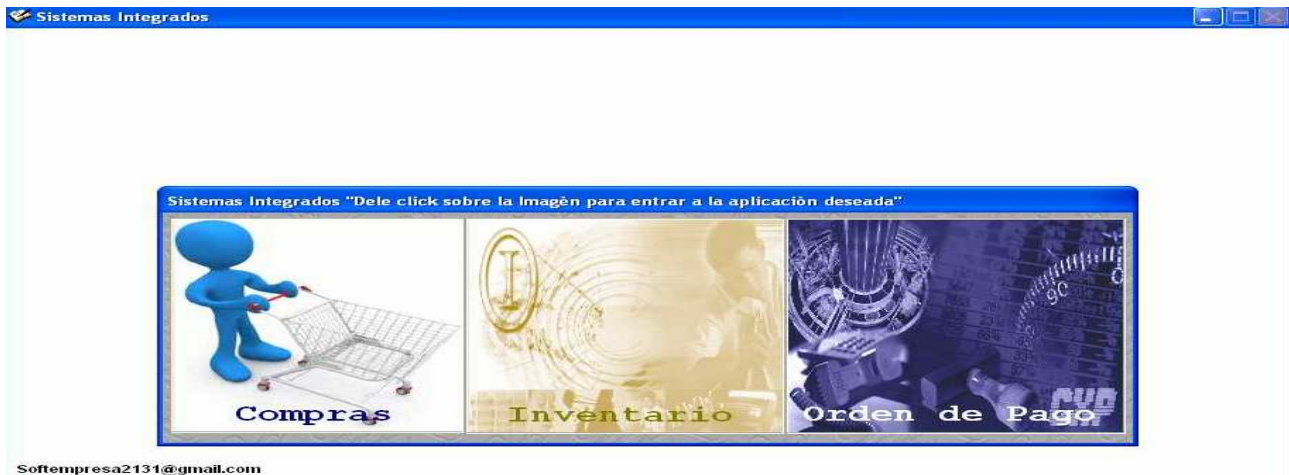 Sistemas Integrados
Sistemas Integrados "Dele click sobre la Imagèn para entrar a la aplicaciòn deseada"
Compras
Inventario
Orden de Pago
Softempresa2131@gmail.com